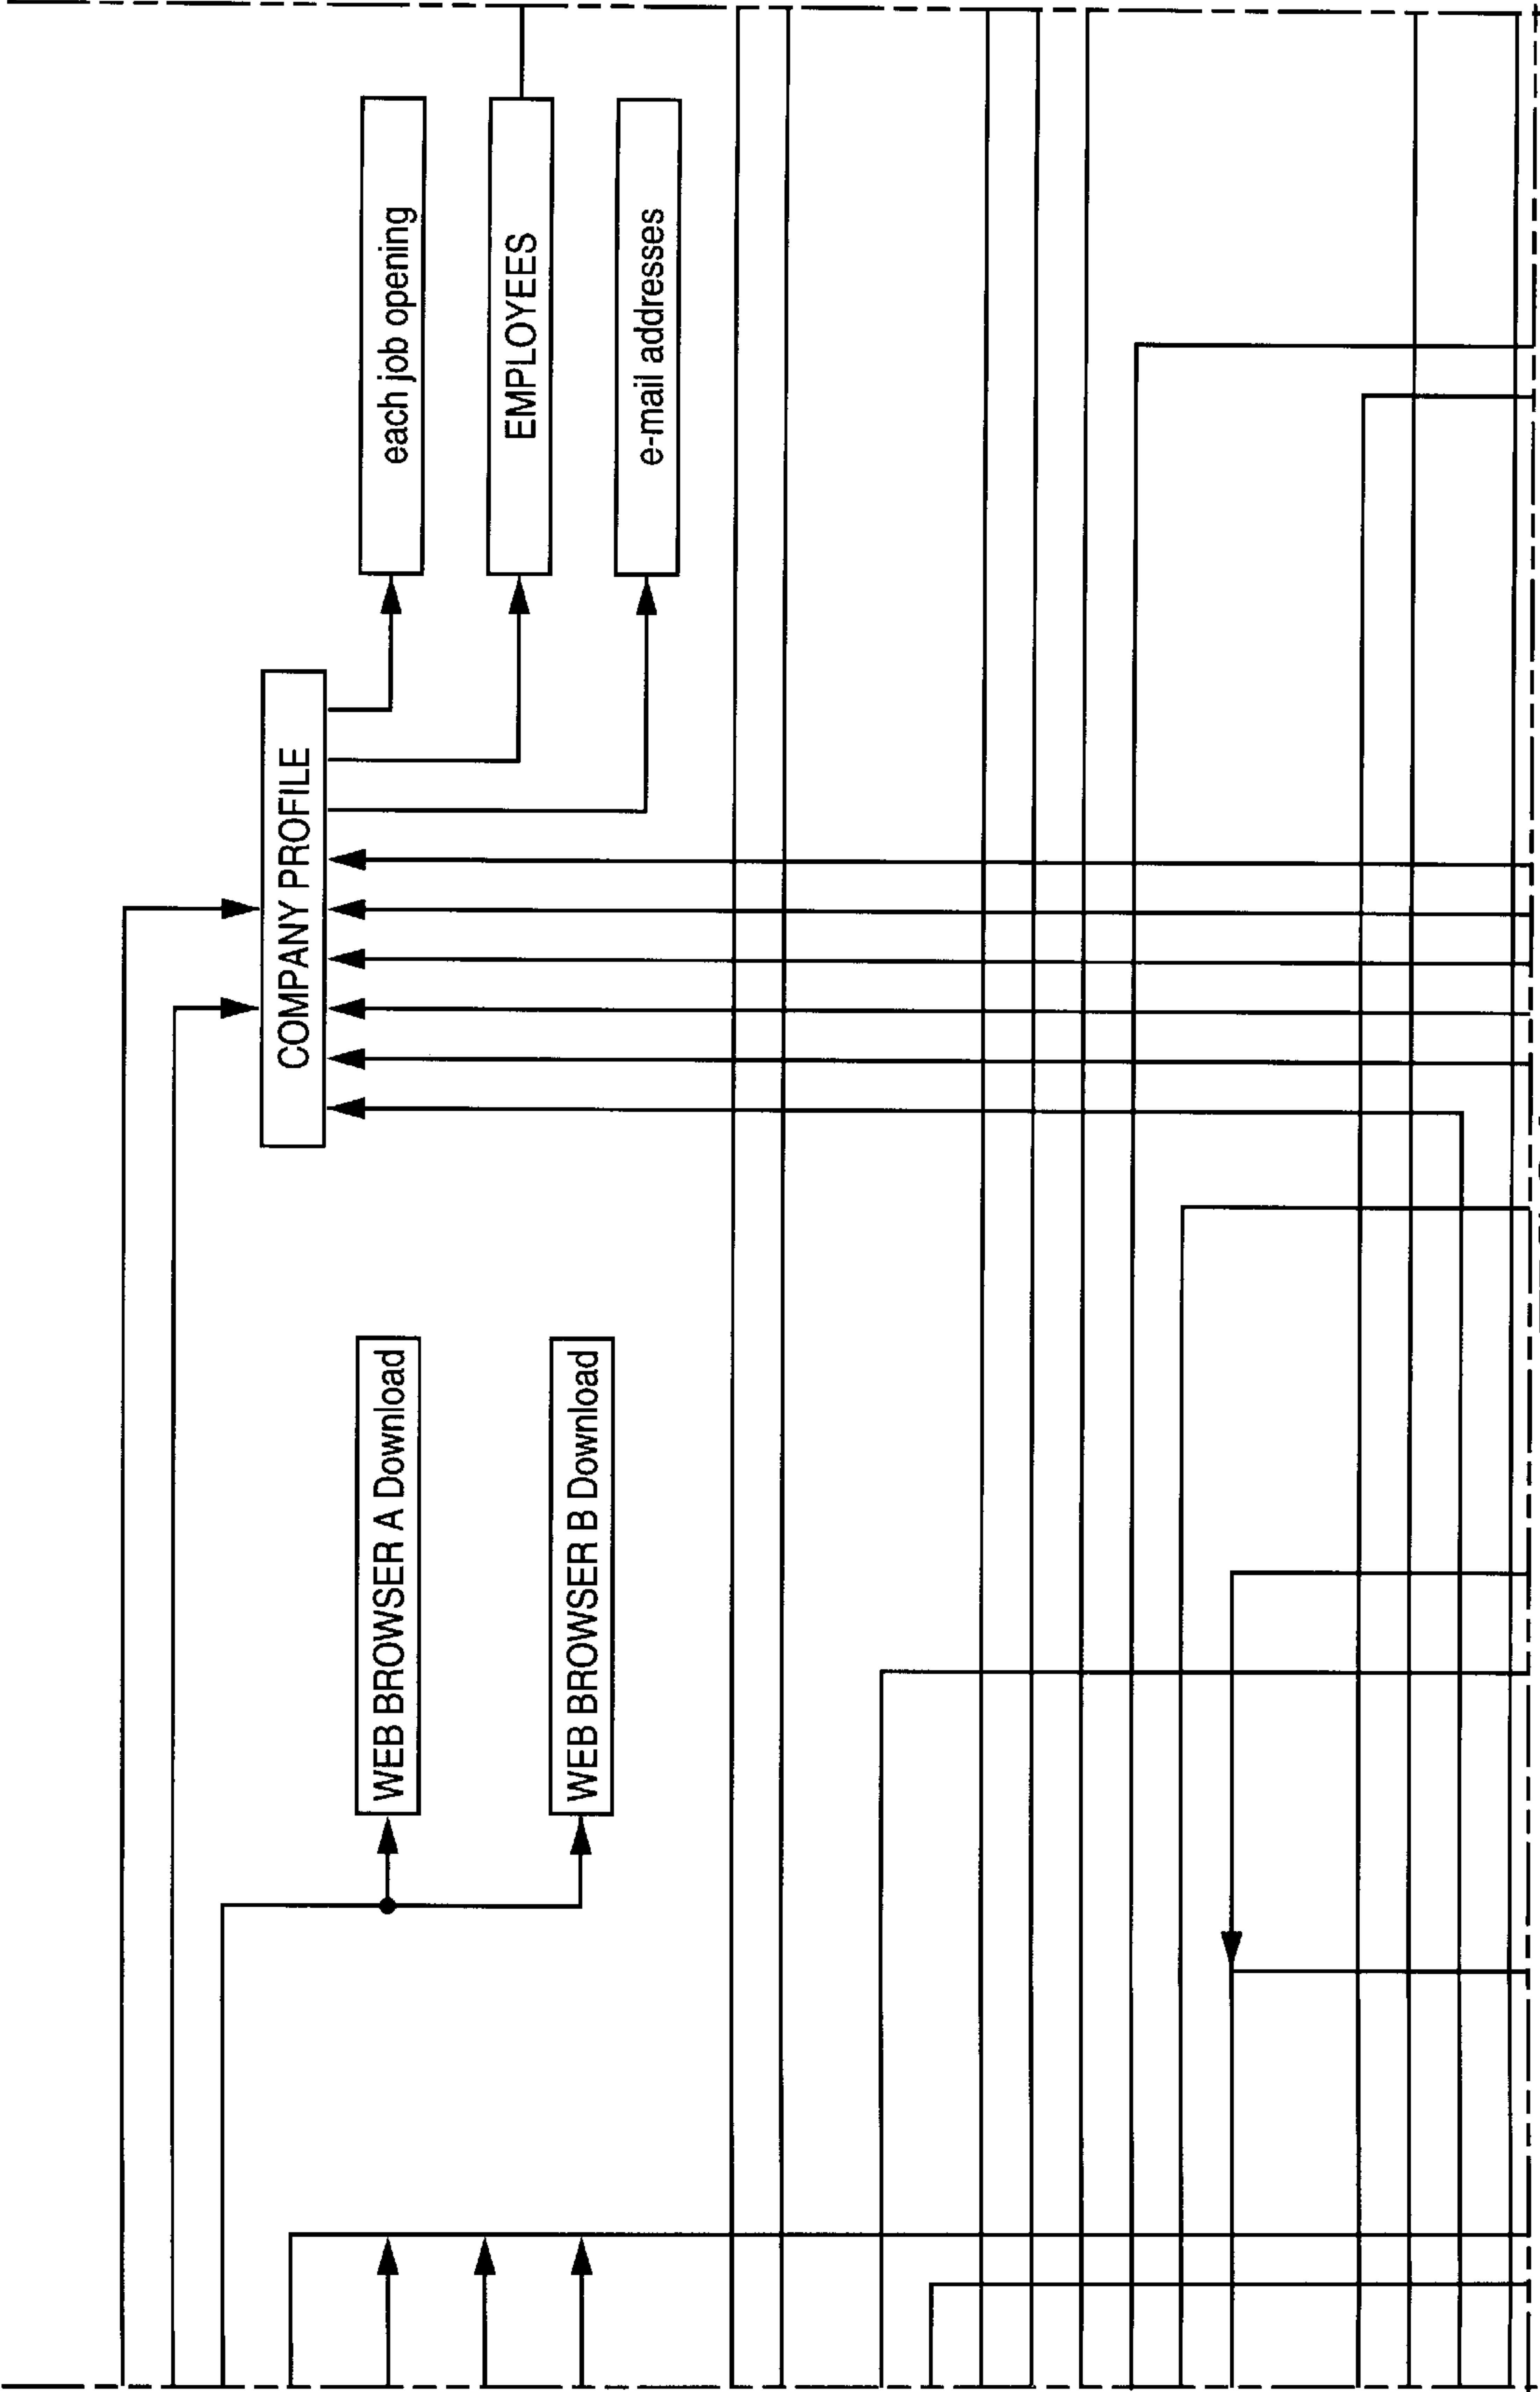 COMPANY PROFILE
each job opening
EMPLOYEES
e-mail addresses
WEB BROWSER A Download
WEB BROWSER B Download